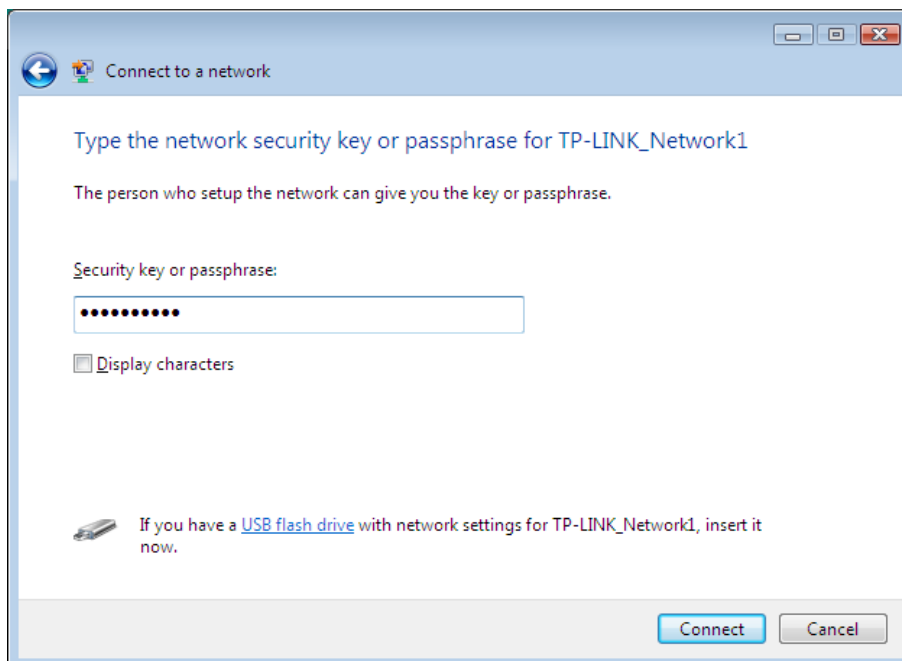 Connect to a network
Type the network security key or passphrase for TP-LINK_Network1
The person who setup the network can give you the key or passphrase.
Security key or passphrase:
••••••••••
Display characters
If you have a USB flash drive with network settings for TP-LINK_Network1, insert it
now.
Connect Cancel